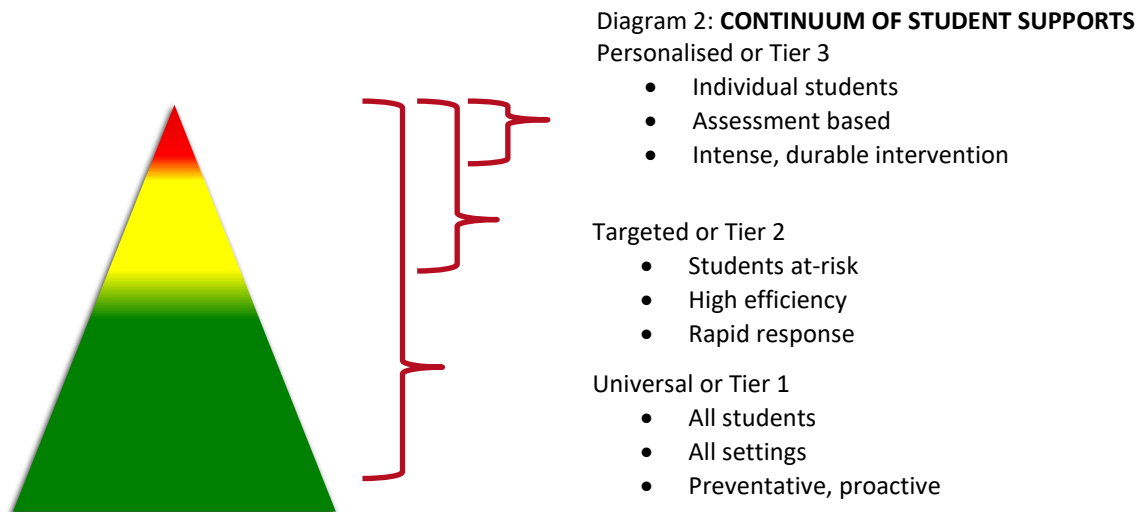 Diagram 2: CONTINUUM OF STUDENT SUPPORTS
Personalised or Tier 3
• Individual students
• Assessment based
• Intense, durable intervention
Targeted or Tier 2
• Students at-risk
• High efficiency
• Rapid response
Universal or Tier 1
• All students
• All settings
• Preventative, proactive